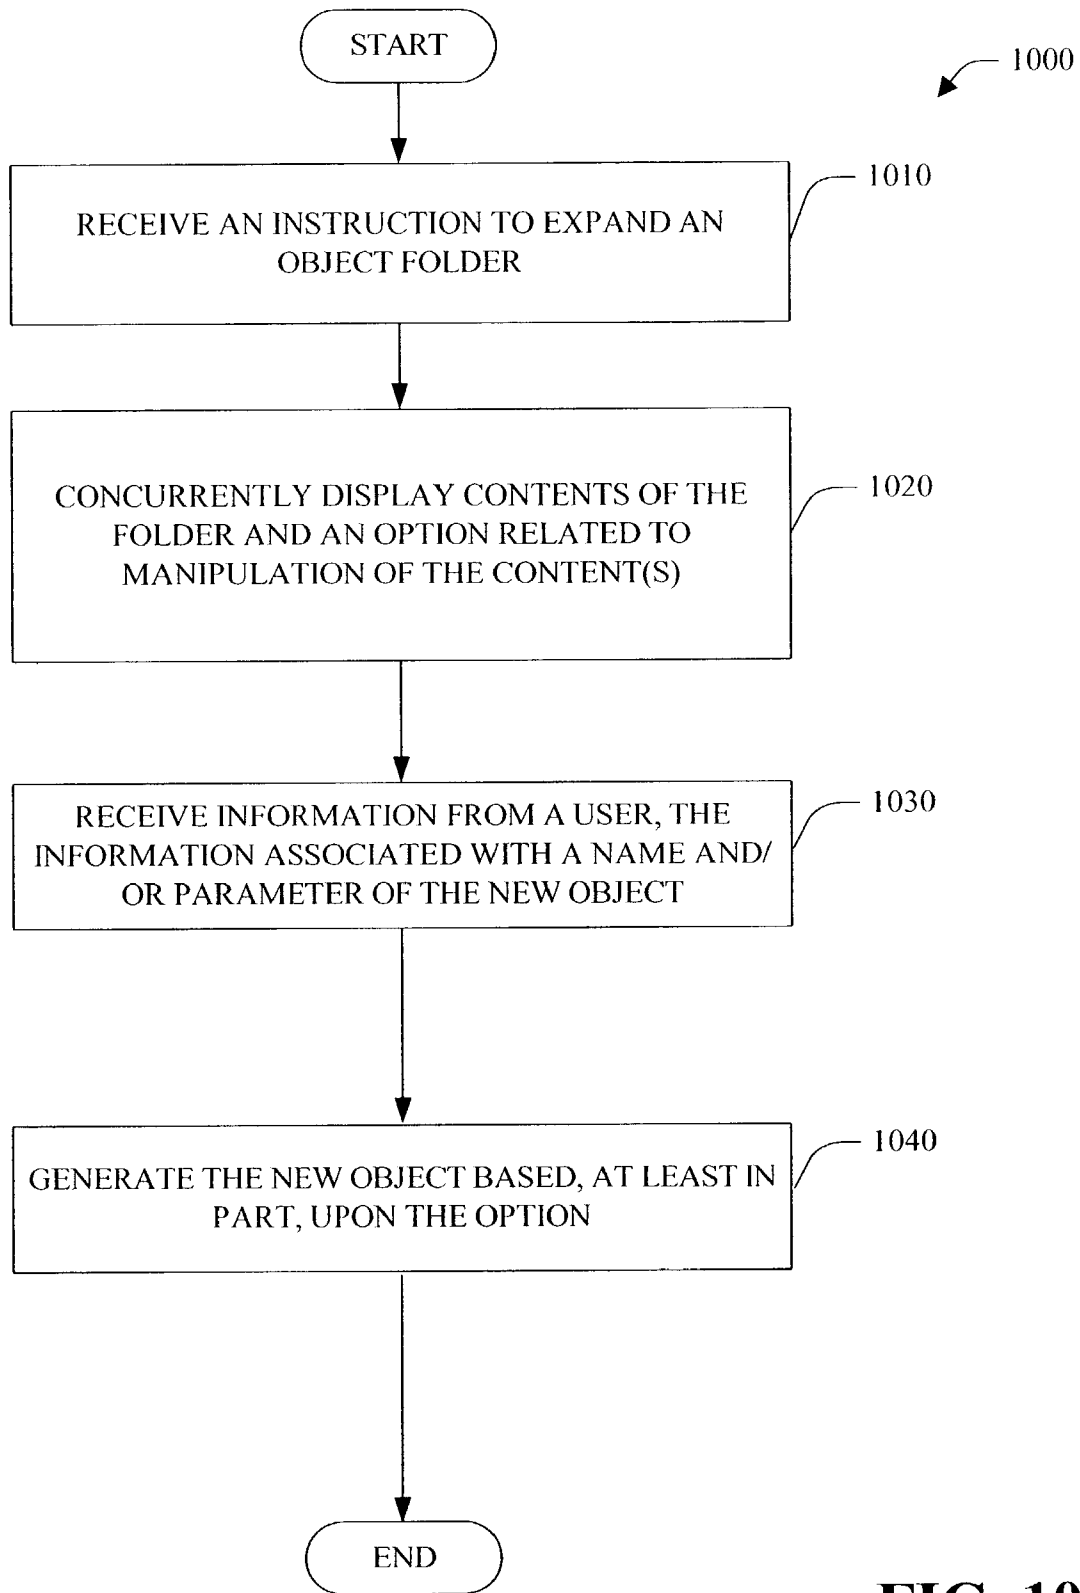 START
1000
1010
RECEIVE AN INSTRUCTION TO EXPAND AN
OBJECT FOLDER
1020
CONCURRENTLY DISPLAY CONTENTS OF THE
FOLDER AND AN OPTION RELATED TO
MANIPULATION OF THE CONTENT(S)
1030
RECEIVE INFORMATION FROM A USER, THE
INFORMATION ASSOCIATED WITH A NAME AND/
OR PARAMETER OF THE NEW OBJECT
1040
GENERATE THE NEW OBJECT BASED, AT LEAST IN
PART, UPON THE OPTION
END
FIG. 10